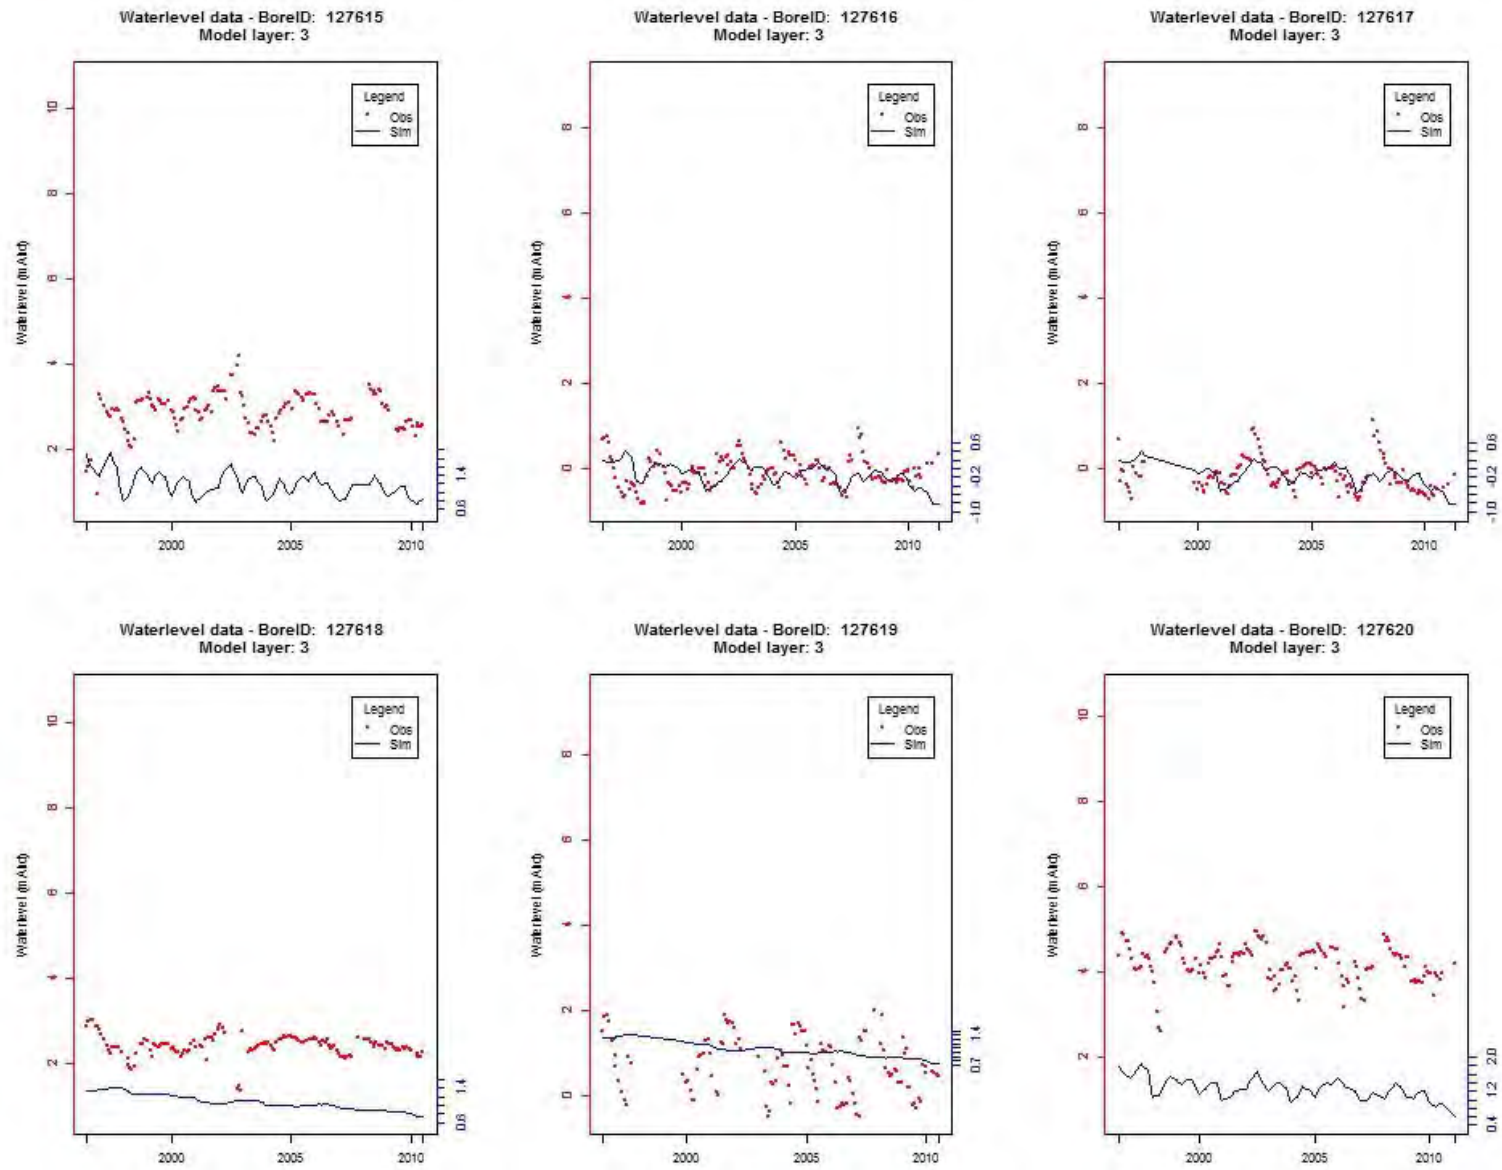 Waterlevel data - BoreID: 127615
Model layer: 3
Waterlevel (mAhd)
10
8
6
4
2
Legend
Obs
Sim
1.4
0.8
2000
2005
2010
Waterlevel data - BoreID: 127616
Model layer: 3
Waterlevel (mAhd)
8
6
4
2
0
Legend
Obs
Sim
0.6
-0.2
-1.0
2000
2005
2010
Waterlevel data - BoreID: 127617
Model layer: 3
Waterlevel (mAhd)
8
6
4
2
0
Legend
Obs
Sim
0.6
-0.2
-1.0
2000
2005
2010
Waterlevel data - BoreID: 127618
Model layer: 3
Waterlevel (mAhd)
10
8
6
4
2
Legend
Obs
Sim
1.4
0.6
2000
2005
2010
Waterlevel data - BoreID: 127619
Model layer: 3
Waterlevel (mAhd)
8
6
4
2
0
Legend
Obs
Sim
1.4
0.7
2000
2005
2010
Waterlevel data - BoreID: 127620
Model layer: 3
Waterlevel (mAhd)
10
8
6
4
2
Legend
Obs
Sim
2.0
1.2
0.4
2000
2005
2010